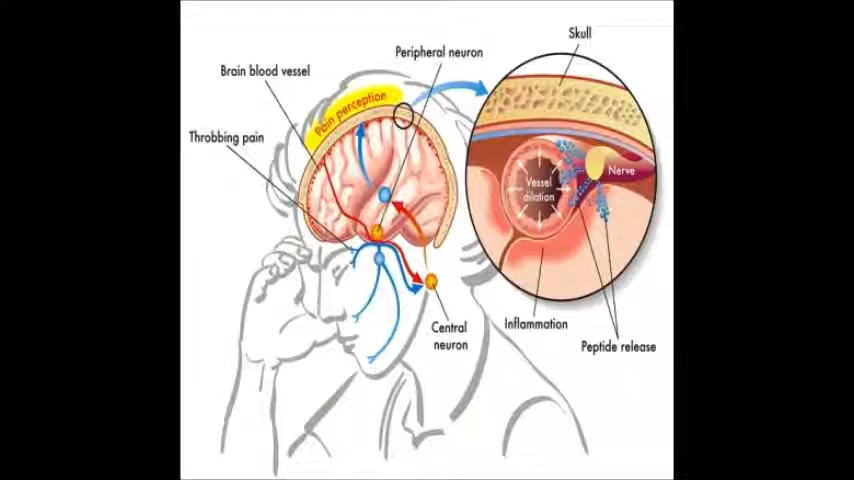 Skull
Peripheral neuron
Brain blood vessel
Pain perception
Throbbing pain
Nerve
Vessel
dilation
Central
neuron
Inflammation
Peptide release